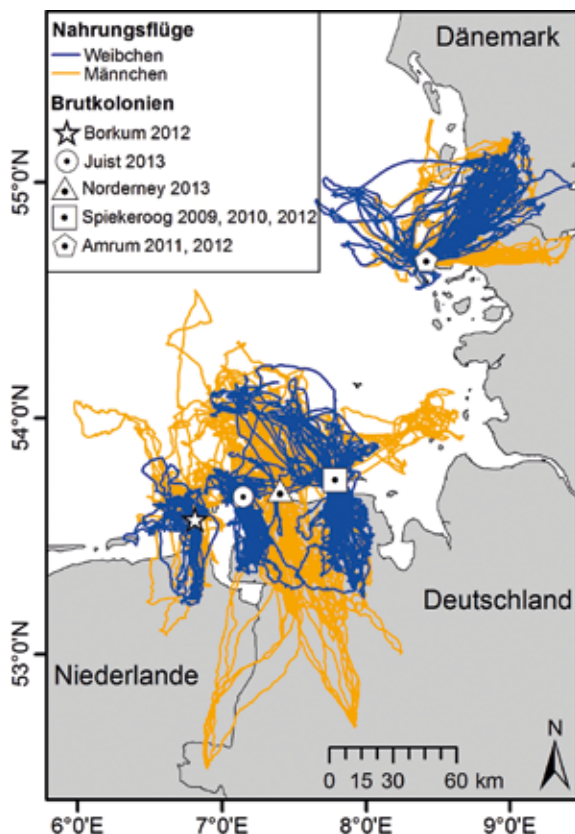 Nahrungsflüge
Weibchen
Männchen
Brutkolonien
Borkum 2012
Juist 2013
Norderney 2013
Spiekeroog 2009, 2010, 2012
Amrum 2011, 2012
Dänemark
55°0'N
54°0'N
53°0'N
Deutschland
Niederlande
N
0 15 30 60 km
6°0'E 7°0'E 8°0'E 9°0'E